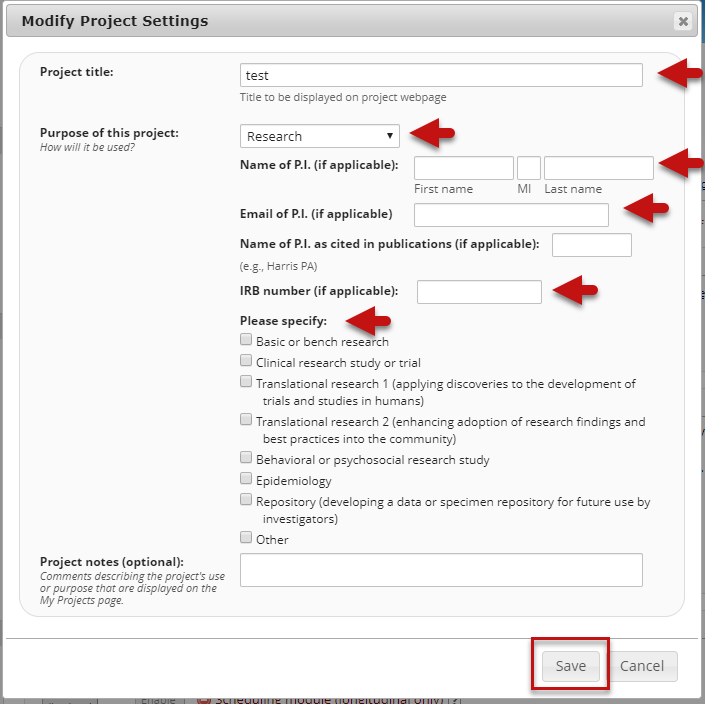 Modify Project Settings
Project title:
test
Title to be displayed on project webpage
Purpose of this project:
How will it be used?
Research
Name of P.I. (if applicable):
First name MI Last name
Email of P.I. (if applicable)
Name of P.I. as cited in publications (if applicable):
(e.g., Harris PA)
IRB number (if applicable):
Please specify:
Basic or bench research
Clinical research study or trial
Translational research 1 (applying discoveries to the development of
trials and studies in humans)
Translational research 2 (enhancing adoption of research findings and
best practices into the community)
Behavioral or psychosocial research study
Epidemiology
Repository (developing a data or specimen repository for future use by
investigators)
Other
Project notes (optional):
Comments describing the project's use
or purpose that are displayed on the
My Projects page.
Save Cancel
Enable Scheduling module (longitudinal only) ?